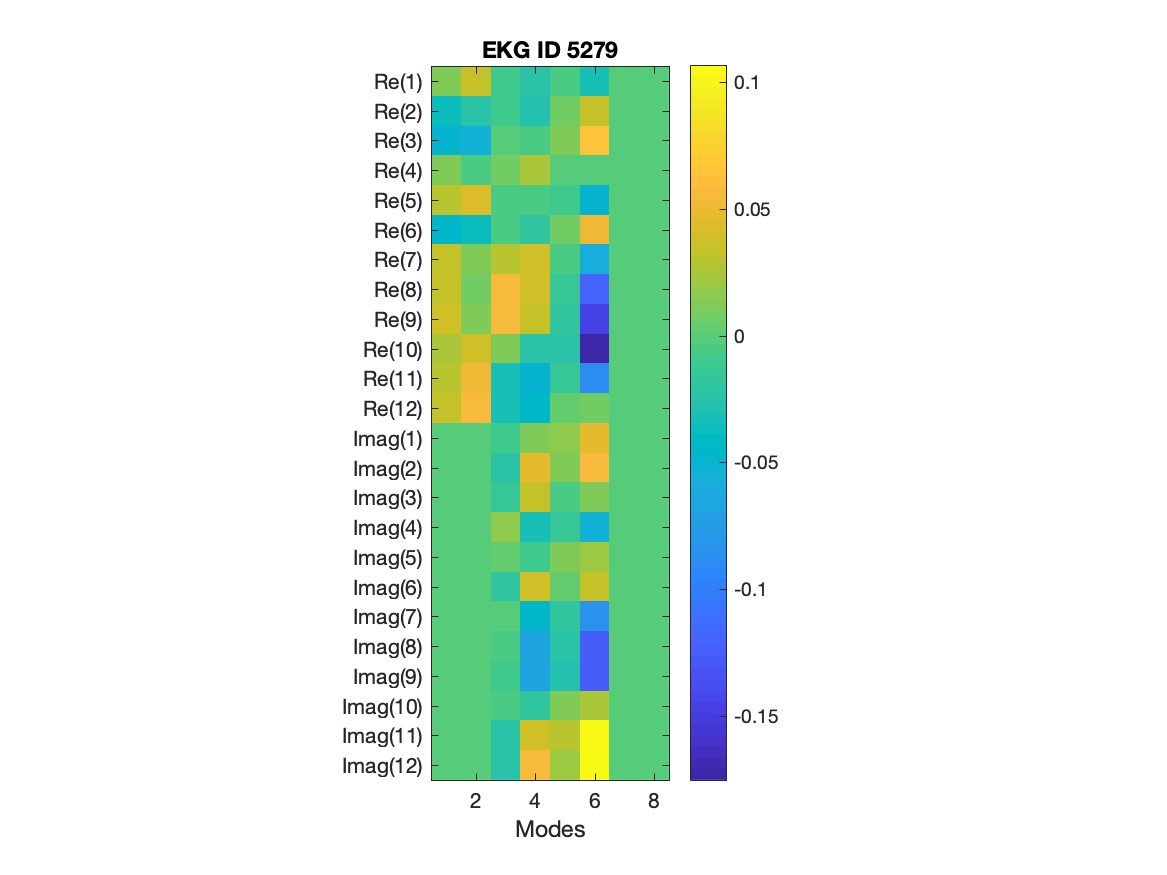 EKG ID 5279
Re(1)
Re(2)
Re(3)
Re(4)
Re(5)
Re(6)
Re(7)
Re(8)
Re(9)
Re(10)
Re(11)
Re(12)
Imag(1)
Imag(2)
Imag(3)
Imag(4)
Imag(5)
Imag(6)
Imag(7)
Imag(8)
Imag(9)
Imag(10)
Imag(11)
Imag(12)
2 4 6 8
Modes
0.1
0.05
0
-0.05
-0.1
-0.15